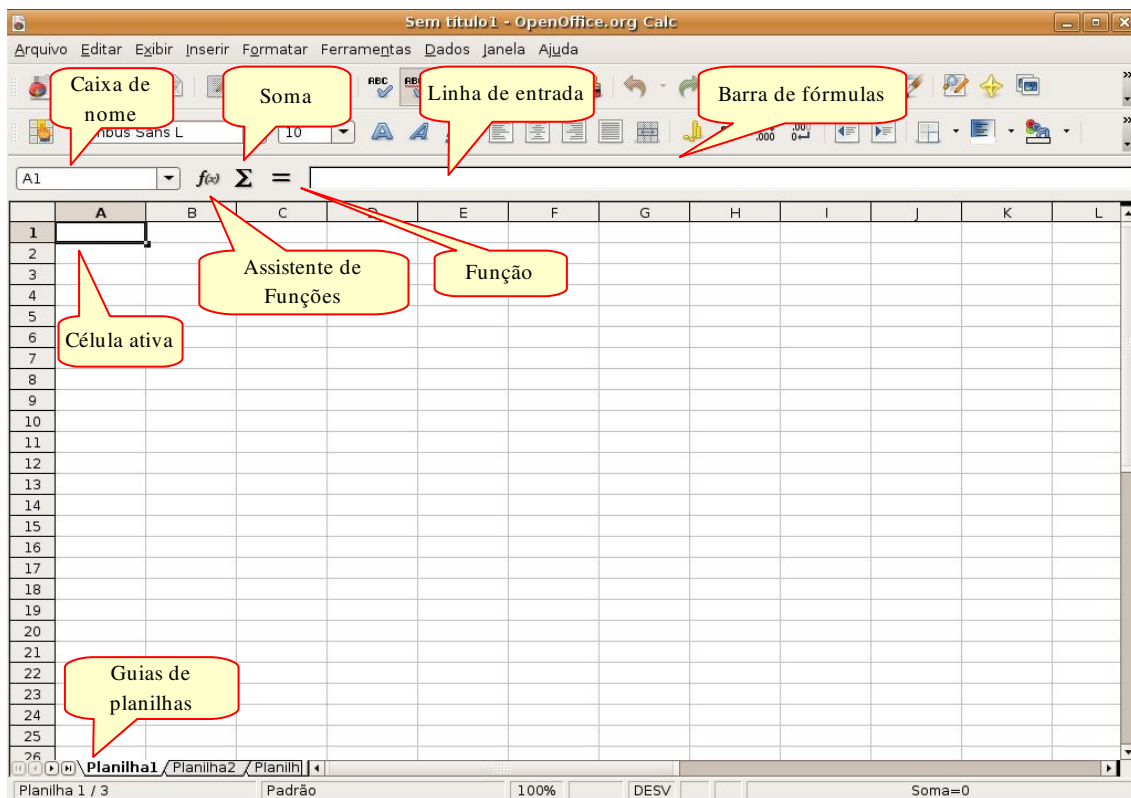 Sem título1 - OpenOffice.org Calc
Arquivo Editar Exibir Inserir Formatar Ferramentas Dados Janela Ajuda
Caixa de
nome
Soma
ABC
Linha de entrada
Barra de fórmulas
Sans L
10
.000
A1
f(x) Σ =
A B C D E F G H I J K L
1
2
3
4
5
6
7
8
9
10
11
12
13
14
15
16
17
18
19
20
21
22
23
24
25
26
Assistente de
Funções
Função
Célula ativa
Guias de
planilhas
Planilha1 Planilha2 Planilh
Planilha 1 / 3 Padrão 100% DESV Soma=0